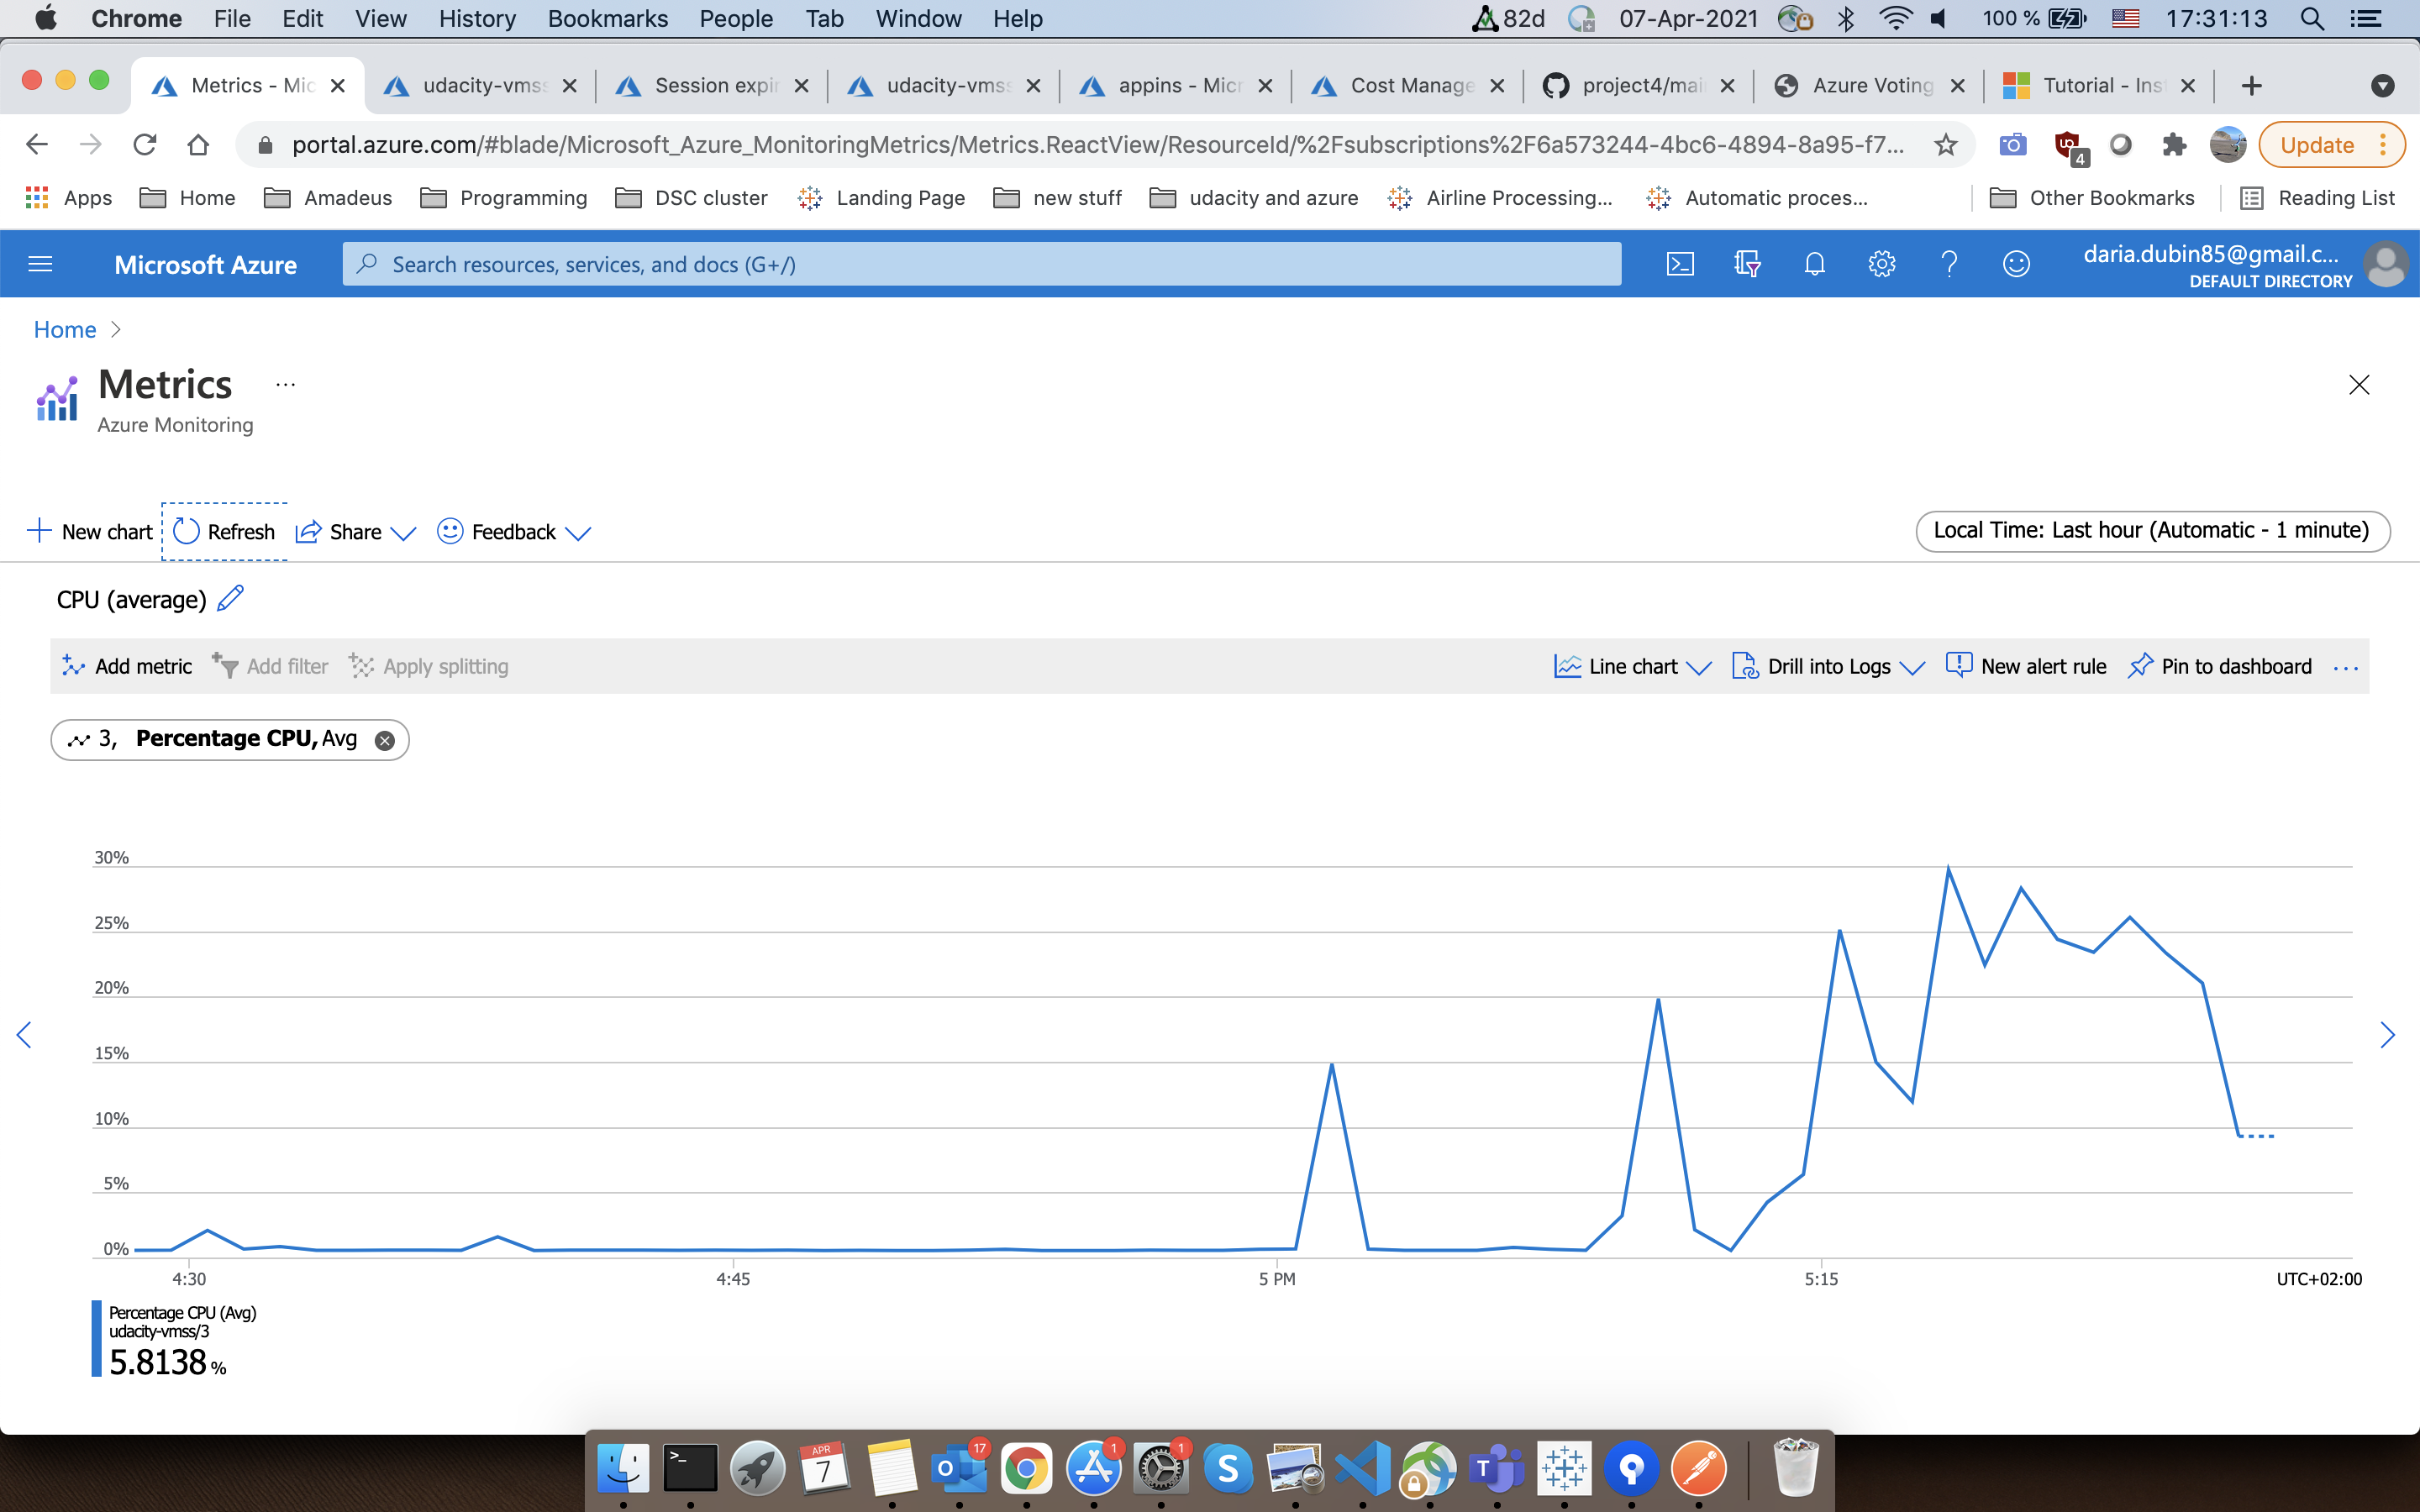 Chrome File Edit View History Bookmarks People Tab Window Help 82d 07-Apr-2021 100 % 17:31:13
Metrics - Mic udacity-vmss Session expir udacity-vmss appins - Micr Cost Manage project4/mai Azure Voting Tutorial - Ins
portal.azure.com/#blade/Microsoft_Azure_MonitoringMetrics/Metrics.ReactView/ResourceId/%2Fsubscriptions%2F6a573244-4bc6-4894-8a95-f7... 4 Update
Apps Home Amadeus Programming DSC cluster Landing Page new stuff udacity and azure Airline Processing... Automatic proces... Other Bookmarks Reading List
Microsoft Azure Search resources, services, and docs (G+/) daria.dubin85@gmail.c...
DEFAULT DIRECTORY
Home >
Metrics ...
Azure Monitoring
New chart Refresh Share Feedback Local Time: Last hour (Automatic - 1 minute)
CPU (average)
Add metric Add filter Apply splitting Line chart Drill into Logs New alert rule Pin to dashboard ...
3, Percentage CPU, Avg
30%
25%
20%
15%
10%
5%
0%
4:30 4:45 5 PM 5:15 UTC+02:00
Percentage CPU (Avg)
udacity-vmss/3
5.8138 %
APR 17 1 1
7